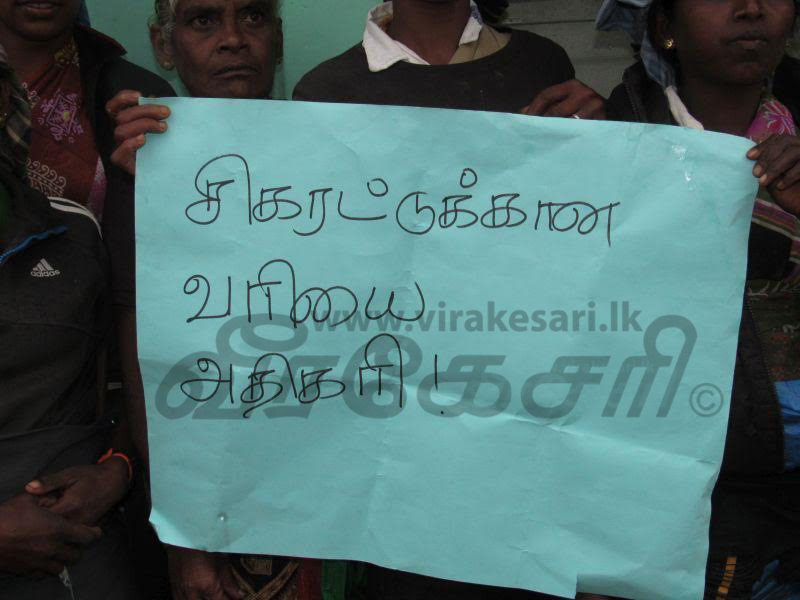 சிகரட்டுக்கான
வரியை
www.virakesari.lk
வீரகேசரி ©
அதிகரி!
adidas